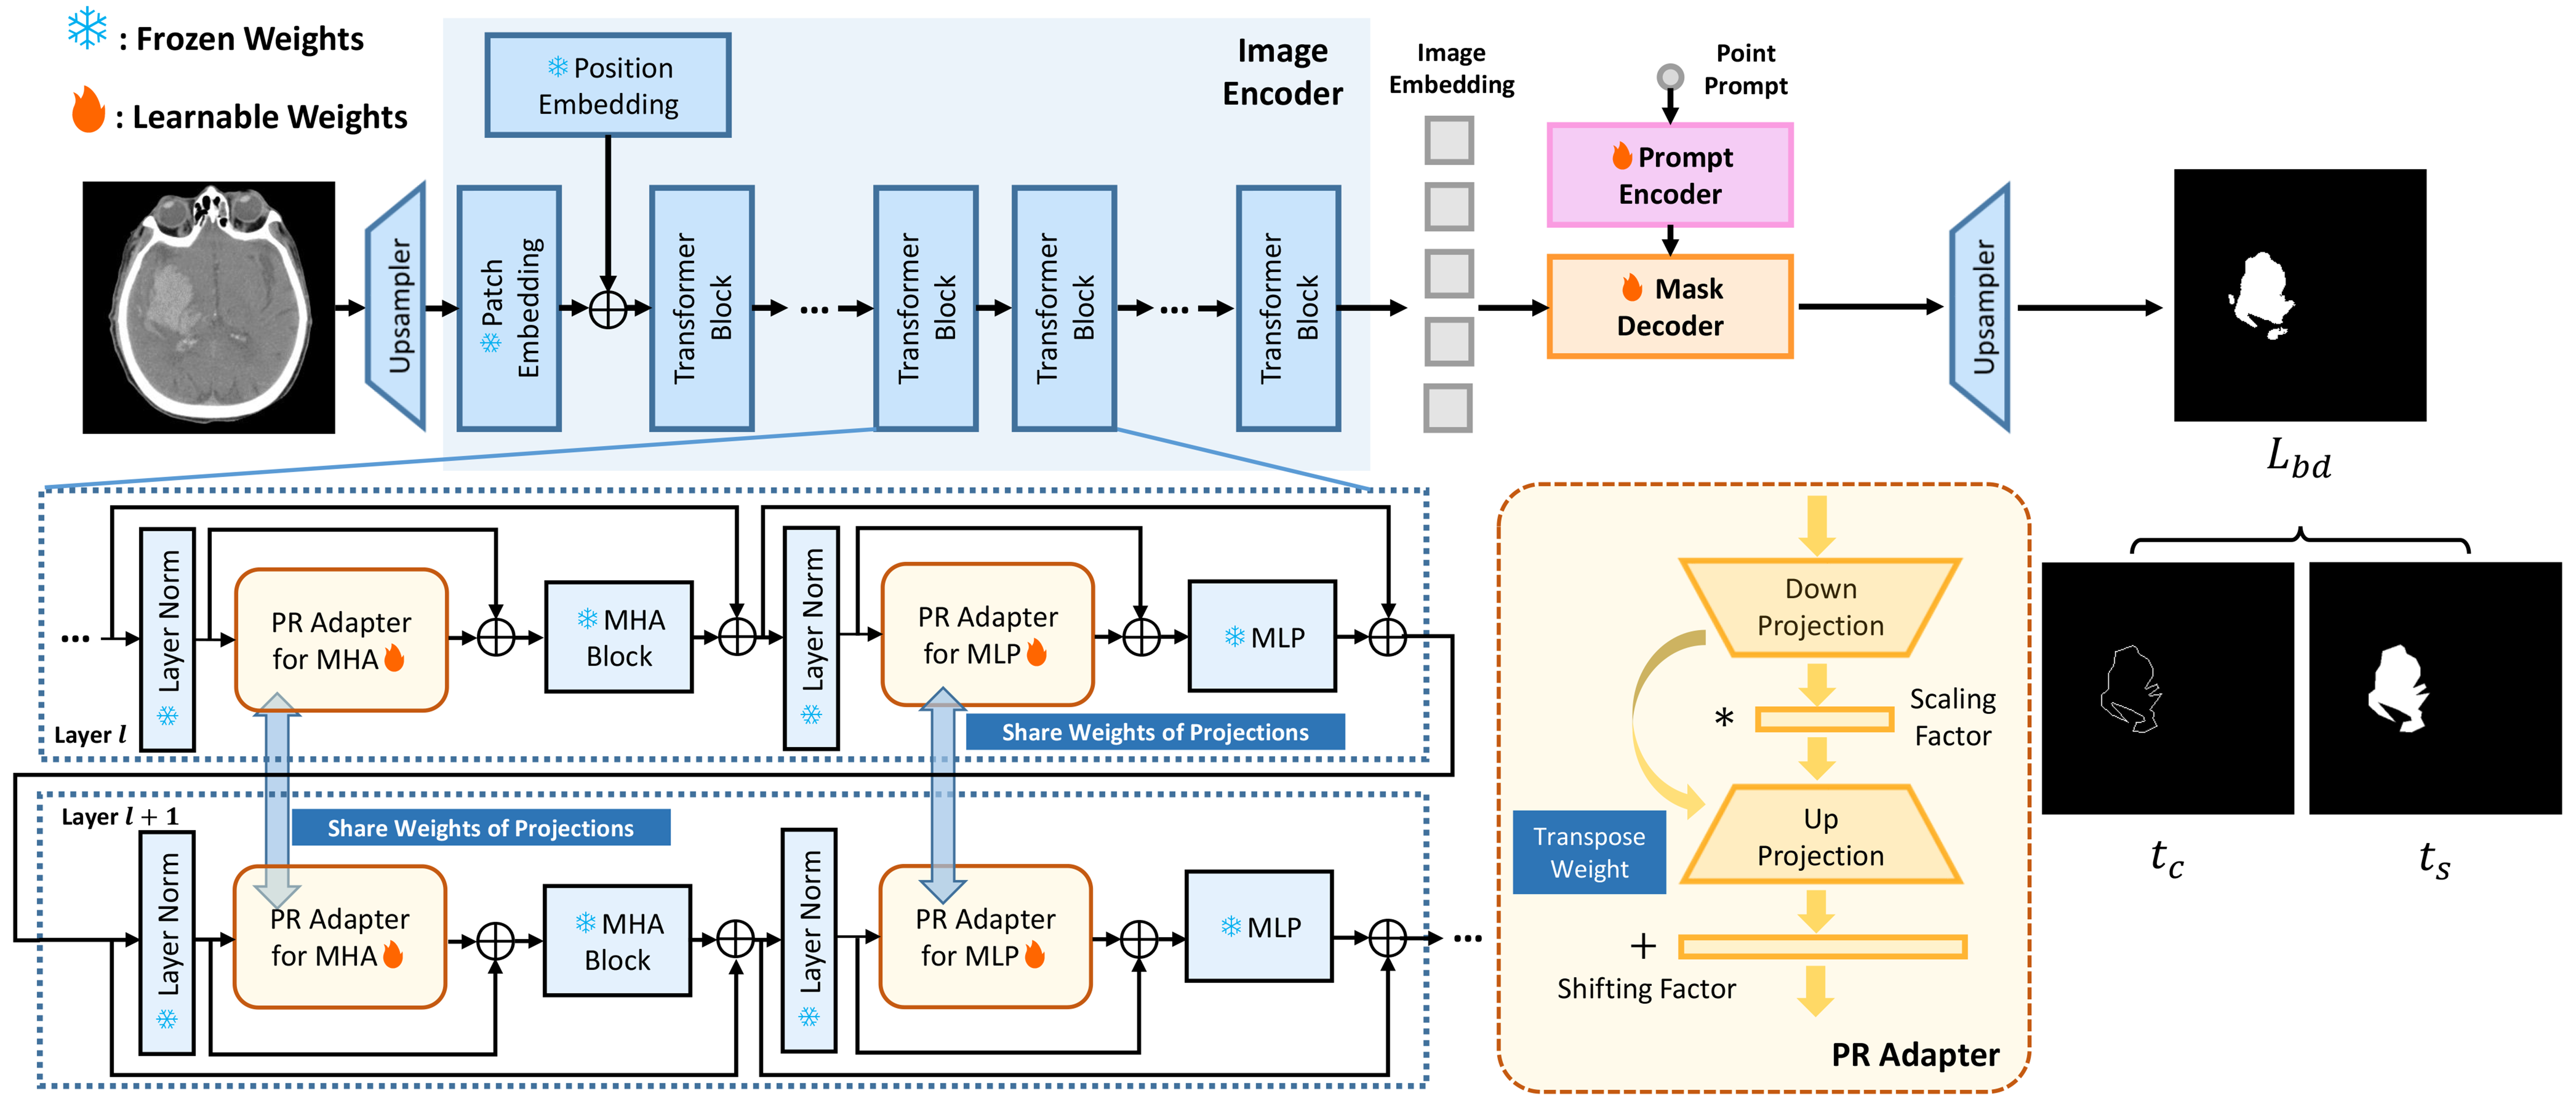 : Frozen Weights
: Learnable Weights
Position
Embedding
Image
Encoder
Image
Embedding
Point
Prompt
Prompt
Encoder
Upsampler
Patch
Embedding
Transformer
Block
...
Transformer
Block
Transformer
Block
...
Transformer
Block
Mask
Decoder
Upsampler
L_bd
...
Layer Norm
PR Adapter
for MHA
MHA
Block
Layer Norm
PR Adapter
for MLP
MLP
Layer l
Share Weights of Projections
Layer l + 1
Share Weights of Projections
Layer Norm
PR Adapter
for MHA
MHA
Block
Layer Norm
PR Adapter
for MLP
MLP
...
Down
Projection
*
Scaling
Factor
Transpose
Weight
Up
Projection
+
Shifting Factor
PR Adapter
t_c
t_s